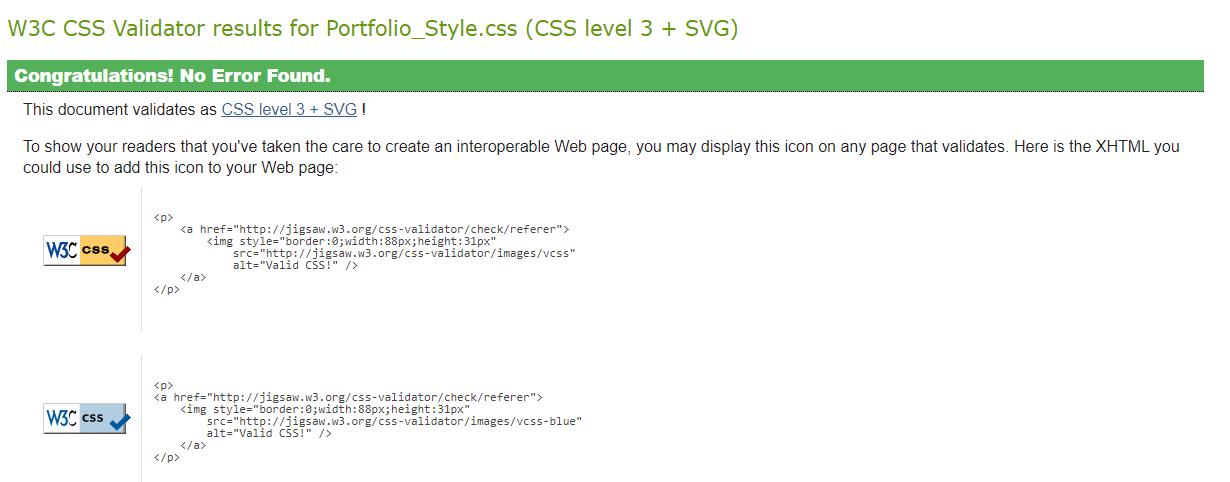 W3C CSS Validator results for Portfolio_Style.css (CSS level 3 + SVG)
Congratulations! No Error Found.
This document validates as CSS level 3 + SVG !
To show your readers that you've taken the care to create an interoperable Web page, you may display this icon on any page that validates. Here is the XHTML you
could use to add this icon to your Web page:
W3C css
<p>
<a href="http://jigsaw.w3.org/css-validator/check/referer">
<img style="border:0;width:88px;height:31px"
src="http://jigsaw.w3.org/css-validator/images/vcss"
alt="Valid CSS!" />
</a>
</p>
W3C css
<p>
<a href="http://jigsaw.w3.org/css-validator/check/referer">
<img style="border:0;width:88px;height:31px"
src="http://jigsaw.w3.org/css-validator/images/vcss-blue"
alt="Valid CSS!" />
</a>
</p>